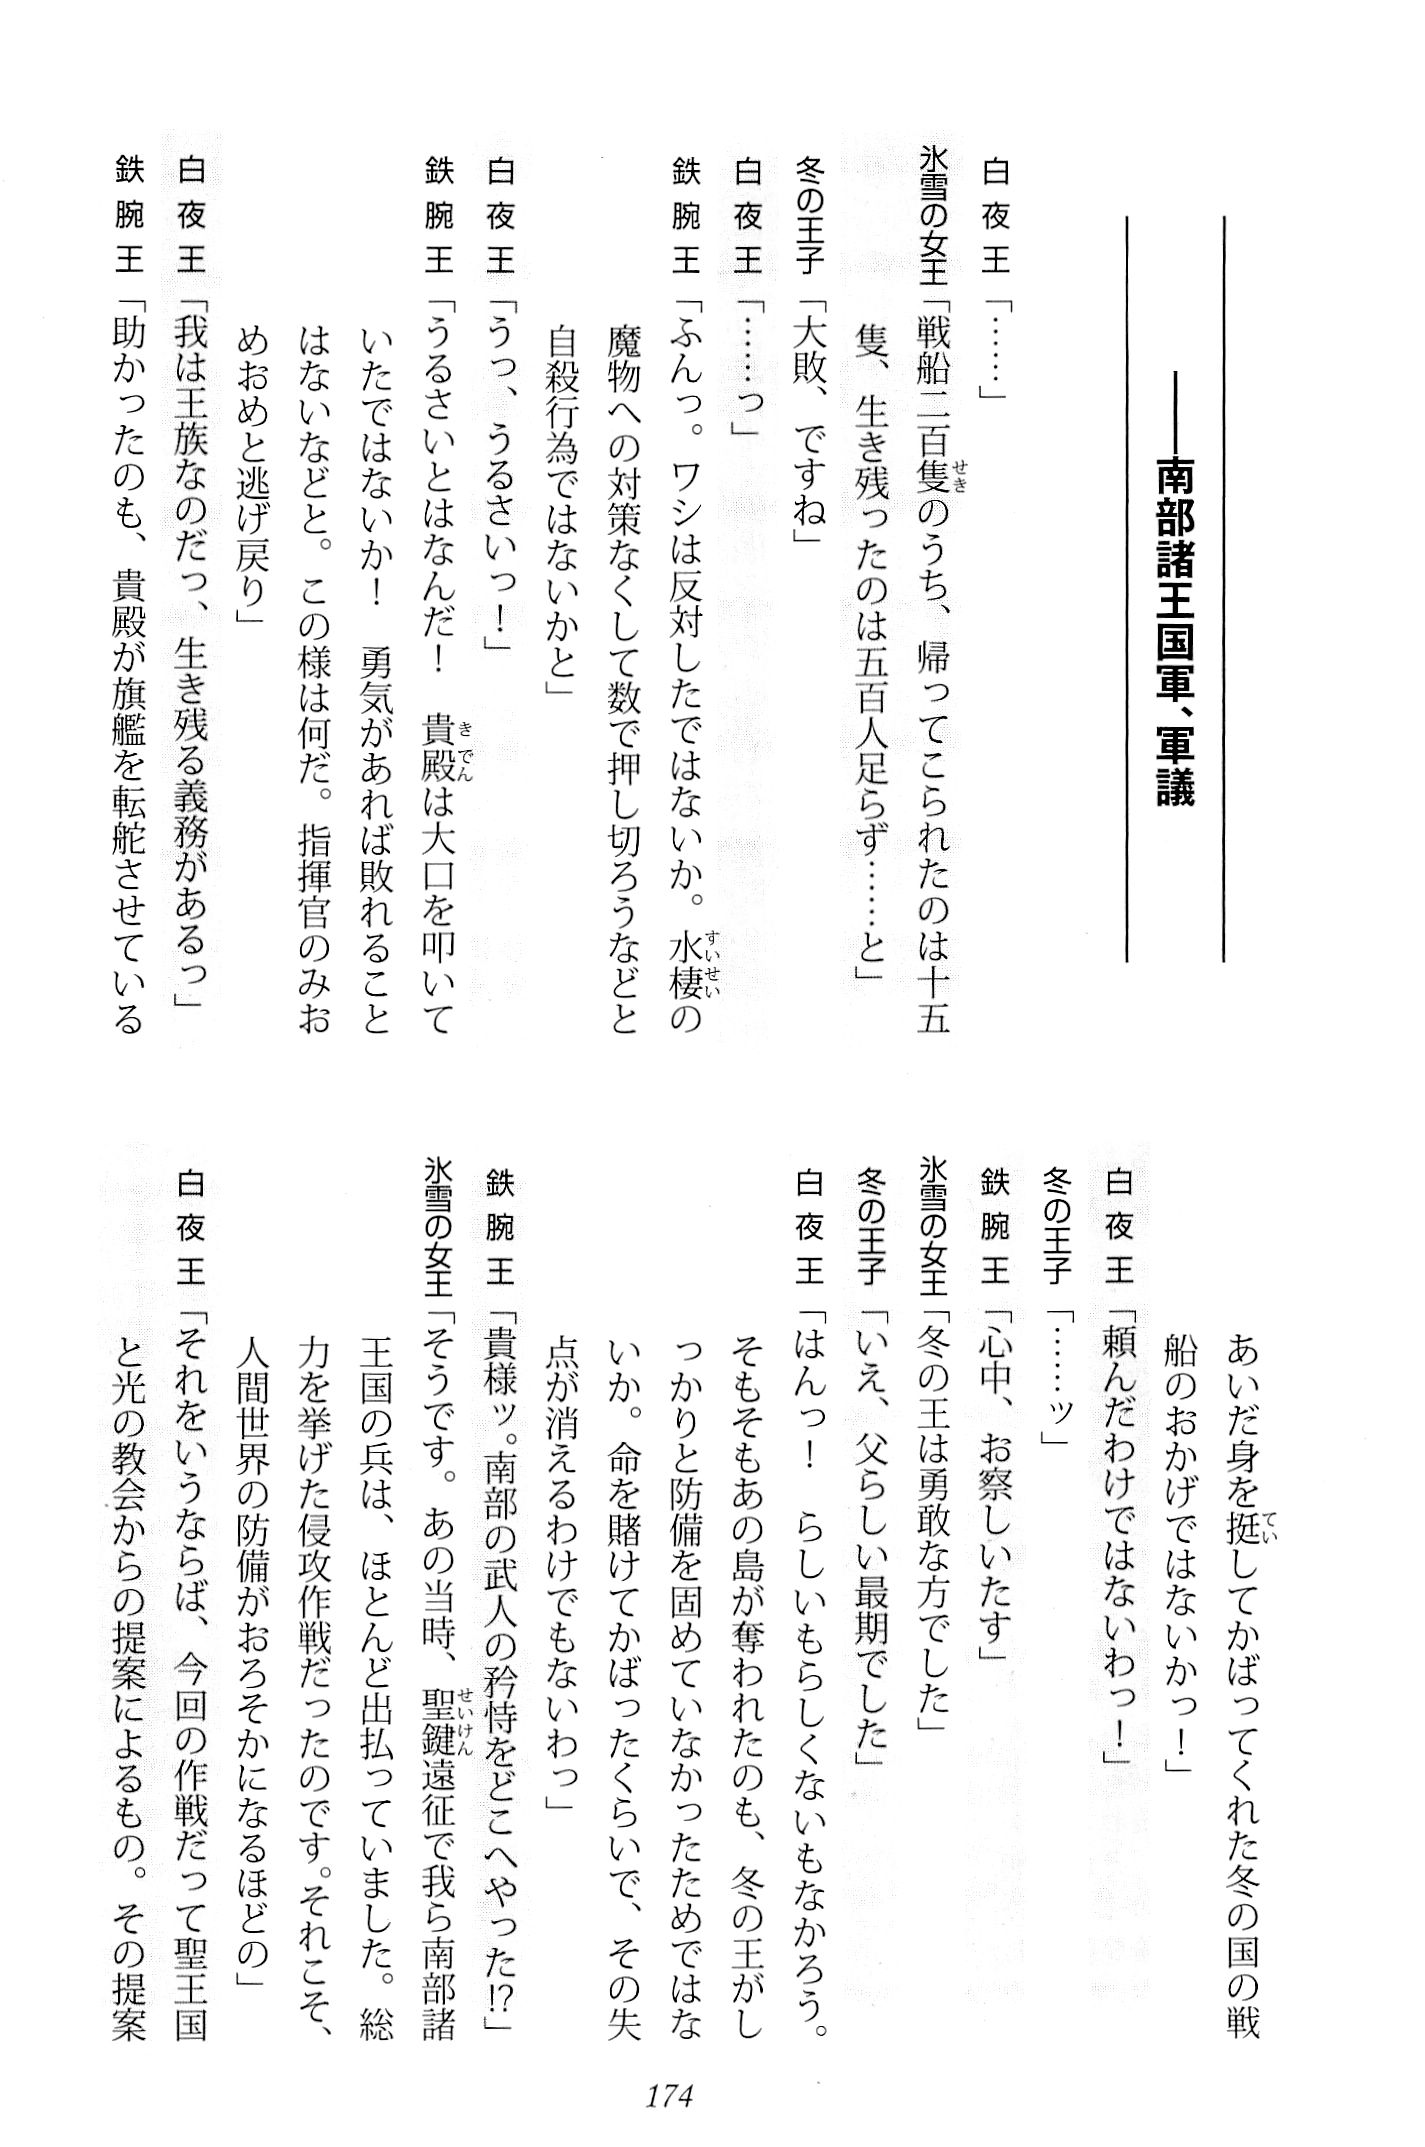 ――南部諸王国軍、軍議
白夜王「……」
氷雪の女王「戦船二百隻のうち、帰ってこられたのは十五
隻、生き残ったのは五百人足らず……と」
冬の王子「大敗、ですね」
白夜王「……っ」
鉄腕王「ふんっ。ワシは反対したではないか。水棲の
魔物への対策なくして数で押し切ろうなどと
自殺行為ではないかと」
白夜王「うっ、うるさいっ！」
鉄腕王「うるさいとはなんだ！　貴殿は大口を叩いて
いたではないか！　勇気があれば敗れること
はないなどと。この様は何だ。指揮官のみお
めおめと逃げ戻り」
白夜王「我は王族なのだっ、生き残る義務があるっ」
鉄腕王「助かったのも、貴殿が旗艦を転舵させている
あいだ身を挺してかばってくれた冬の国の戦
船のおかげではないかっ！」
白夜王「頼んだわけではないわっ！」
冬の王子「……ッ」
鉄腕王「心中、お察しいたす」
氷雪の女王「冬の王は勇敢な方でした」
冬の王子「いえ、父らしい最期でした」
白夜王「はんっ！　らしいもらしくないもなかろう。
そもそもあの島が奪われたのも、冬の王がし
っかりと防備を固めていなかったためではな
いか。命を賭けてかばったくらいで、その失
点が消えるわけでもないわっ」
鉄腕王「貴様ッ。南部の武人の矜恃をどこへやった!?」
氷雪の女王「そうです。あの当時、聖鍵遠征で我ら南部諸
王国の兵は、ほとんど出払っていました。総
力を挙げた侵攻作戦だったのです。それこそ、
人間世界の防備がおろそかになるほどの」
白夜王「それをいうならば、今回の作戦だって聖王国
と光の教会からの提案によるもの。その提案
174